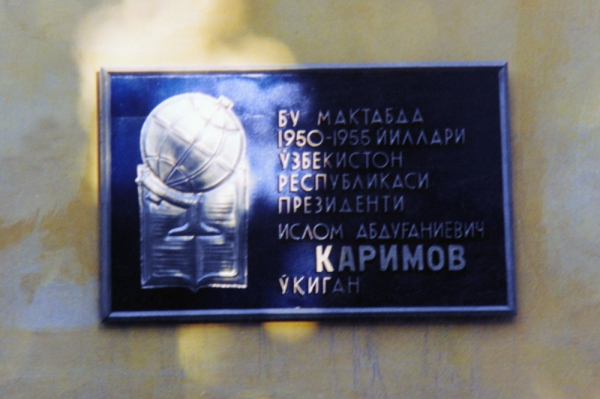 БУ МАКТАБДА
1950-1955 ЙИЛЛАРИ
ЎЗБЕКИСТОН
РЕСПУБЛИКАСИ
ПРЕЗИДЕНТИ
ИСЛОМ АБДУҒАНИЕВИЧ
КАРИМОВ
ЎҚИГАН